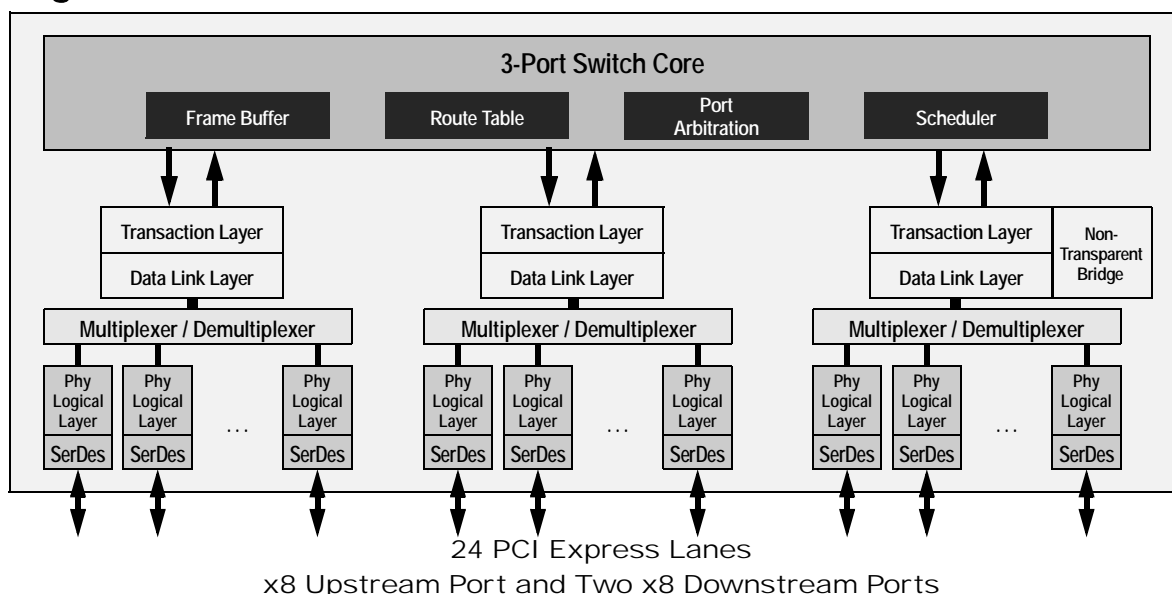 3-Port Switch Core
Frame Buffer
Route Table
Port
Arbitration
Scheduler
Transaction Layer
Data Link Layer
Transaction Layer
Data Link Layer
Transaction Layer
Data Link Layer
Non-
Transparent
Bridge
Multiplexer / Demultiplexer
Multiplexer / Demultiplexer
Multiplexer / Demultiplexer
Phy
Logical
Layer
SerDes
Phy
Logical
Layer
SerDes
...
Phy
Logical
Layer
SerDes
Phy
Logical
Layer
SerDes
Phy
Logical
Layer
SerDes
...
Phy
Logical
Layer
SerDes
Phy
Logical
Layer
SerDes
Phy
Logical
Layer
SerDes
...
Phy
Logical
Layer
SerDes
24 PCI Express Lanes
x8 Upstream Port and Two x8 Downstream Ports